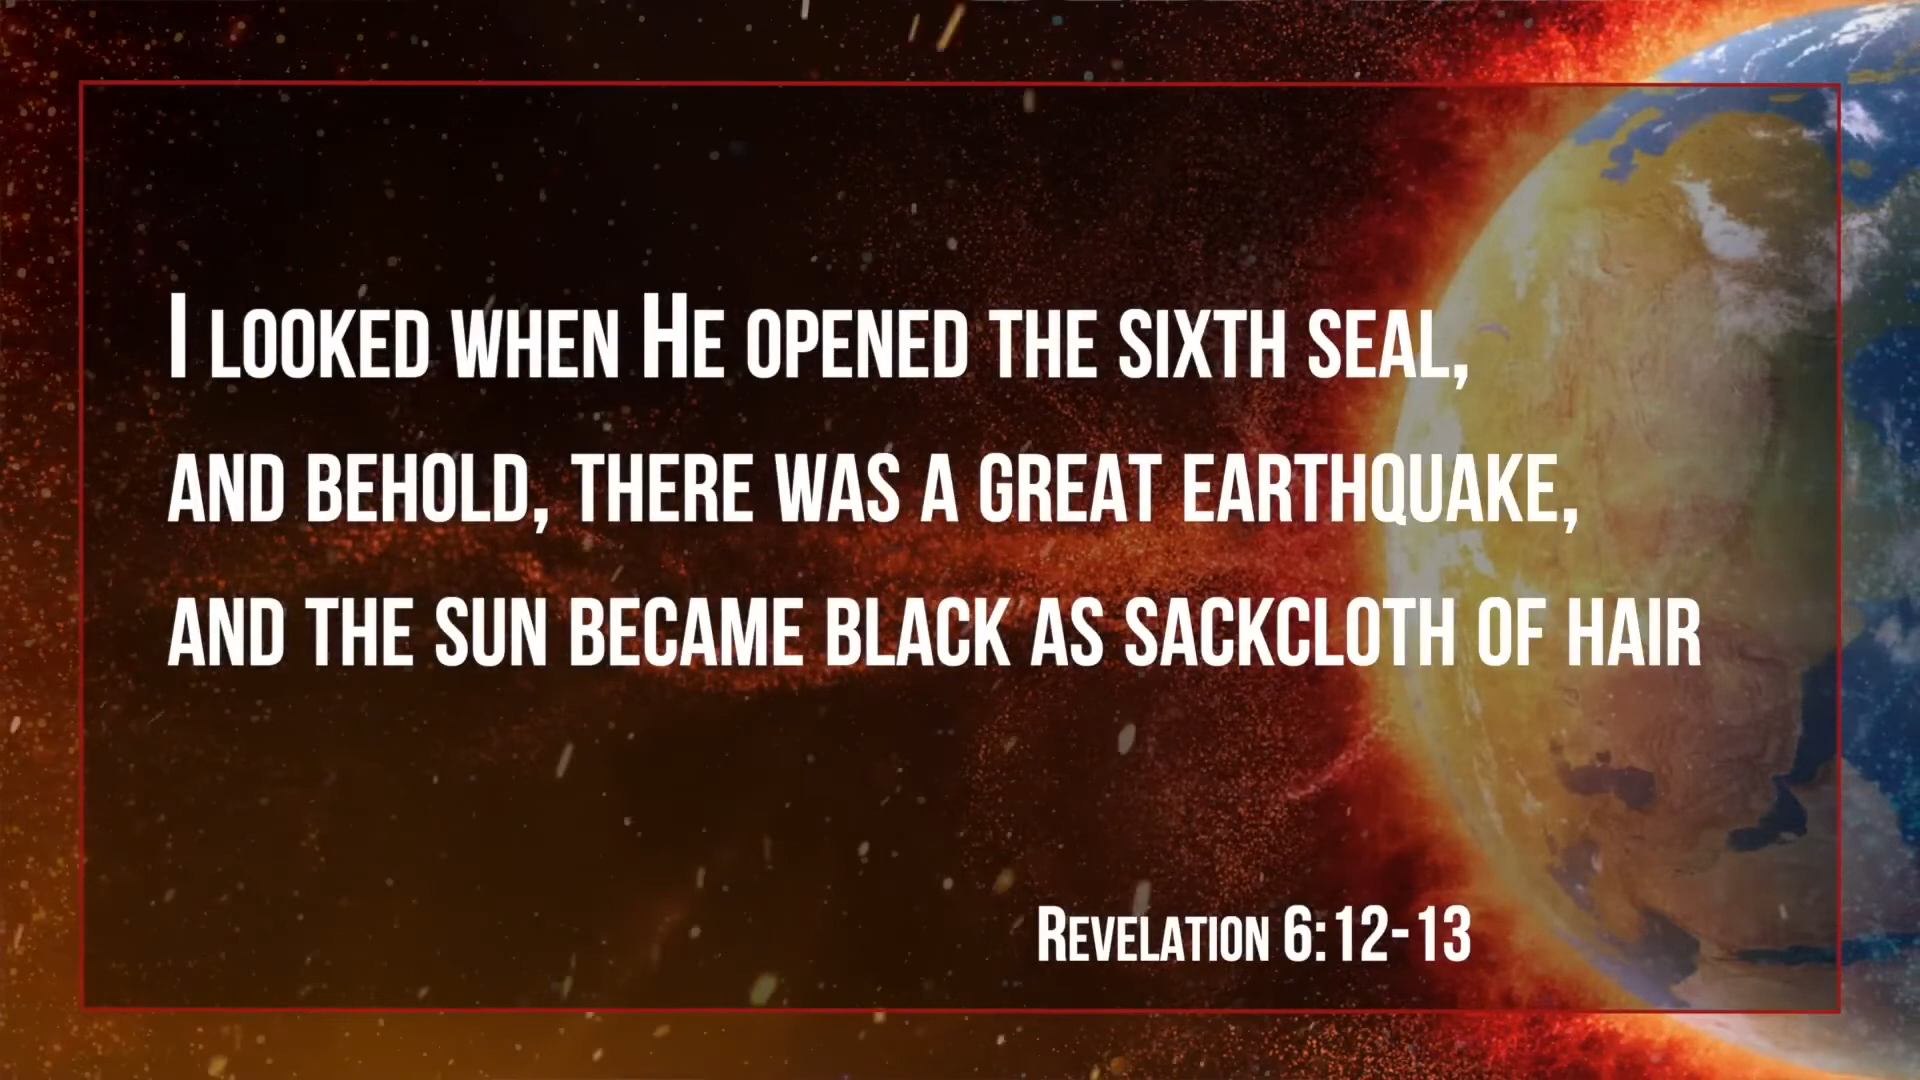 I LOOKED WHEN HE OPENED THE SIXTH SEAL,
AND BEHOLD, THERE WAS A GREAT EARTHQUAKE,
AND THE SUN BECAME BLACK AS SACKCLOTH OF HAIR
REVELATION 6:12-13